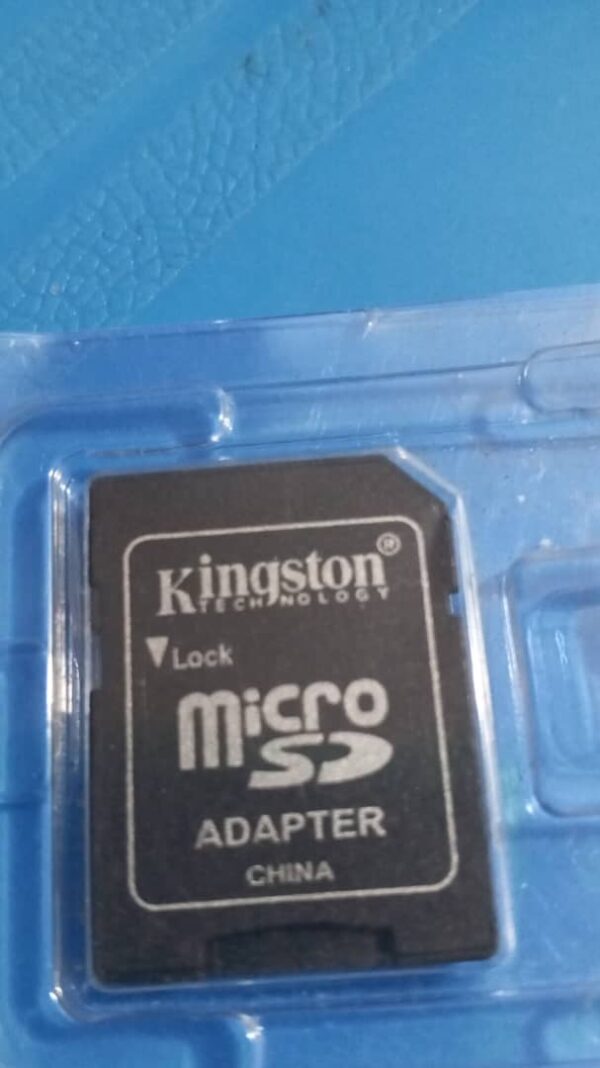 Kingston®
TECHNOLOGY
▼Lock
Micro
SD
ADAPTER
CHINA